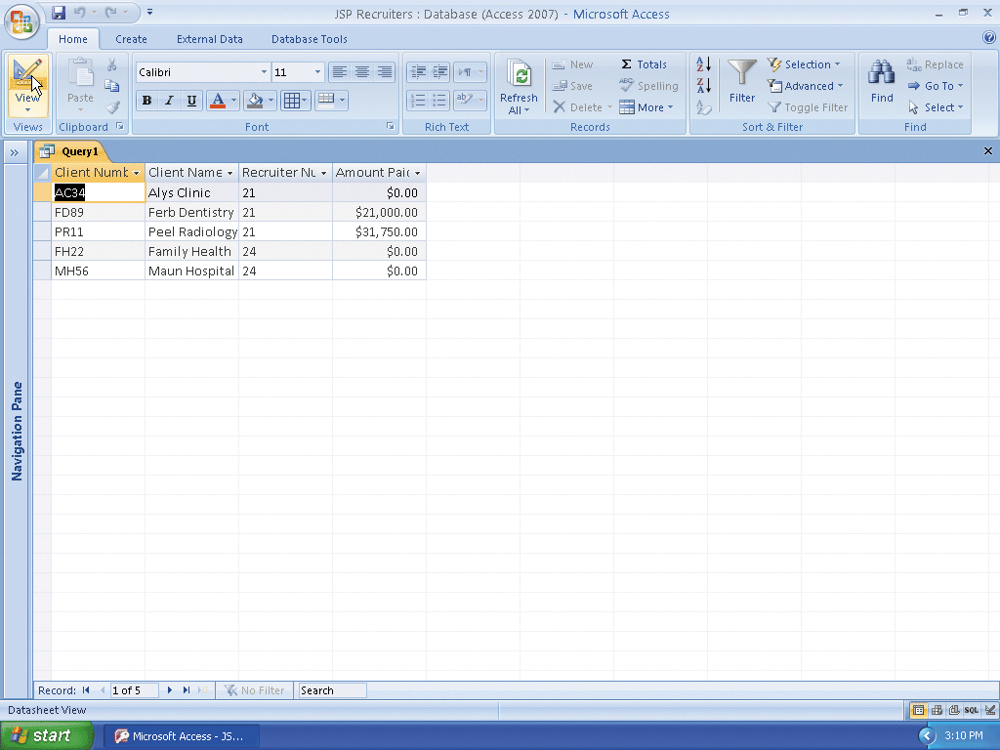 JSP Recruiters : Database (Access 2007) - Microsoft Access
Home Create External Data Database Tools
View
Views
Paste
Clipboard
Calibri 11
B I U A
Font
ab
Rich Text
Refresh
All
New
Save
Delete
Σ Totals
ABC Spelling
More
Records
A
Z
Z
A
Filter
Selection
Advanced
Toggle Filter
Sort & Filter
Find
Replace
Go To
Select
Find
Query1
Client Numb Client Name Recruiter Nu Amount Paid
AC34 Alys Clinic 21 $0.00
FD89 Ferb Dentistry 21 $21,000.00
PR11 Peel Radiology 21 $31,750.00
FH22 Family Health 24 $0.00
MH56 Maun Hospital 24 $0.00
Navigation Pane
Record: 1 of 5 No Filter Search
Datasheet View SQL
start Microsoft Access - JS... 3:10 PM